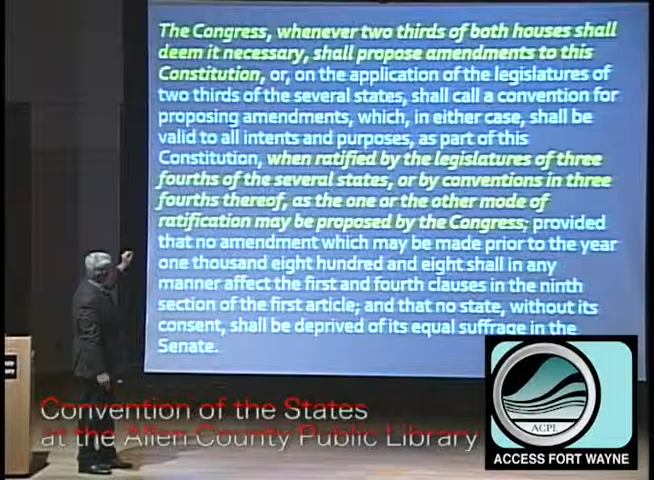 The Congress, whenever two thirds of both houses shall
deem it necessary, shall propose amendments to this
Constitution, or, on the application of the legislatures of
two thirds of the several states, shall call a convention for
proposing amendments, which, in either case, shall be
valid to all intents and purposes, as part of this
Constitution, when ratified by the legislatures of three
fourths of the several states, or by conventions in three
fourths thereof, as the one or the other mode of
ratification may be proposed by the Congress; provided
that no amendment which may be made prior to the year
one thousand eight hundred and eight shall in any
manner affect the first and fourth clauses in the ninth
section of the first article; and that no state, without its
consent, shall be deprived of its equal suffrage in the
Senate.
Convention of the States
at the Allen County Public Library
ACPL
ACCESS FORT WAYNE